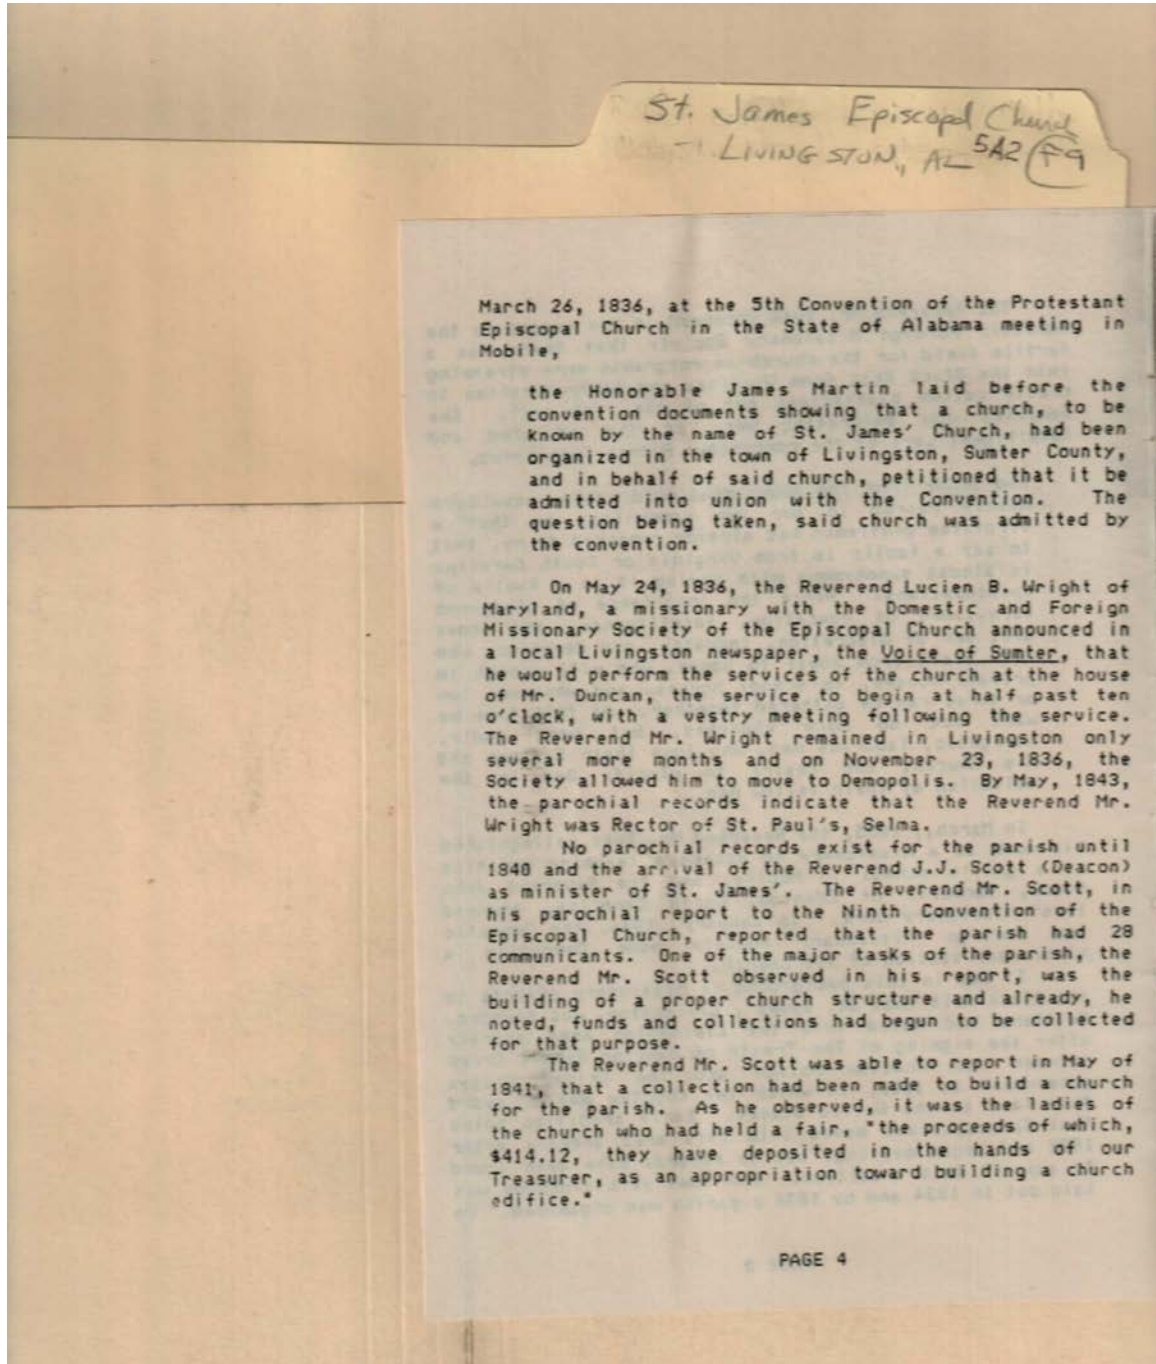 St. James Episcopal Church
- LIVINGSTON, AL 5A2 F9
March 26, 1836, at the 5th Convention of the Protestant
Episcopal Church in the State of Alabama meeting in
Mobile,
the Honorable James Martin laid before the
convention documents showing that a church, to be
known by the name of St. James' Church, had been
organized in the town of Livingston, Sumter County,
and in behalf of said church, petitioned that it be
admitted into union with the Convention. The
question being taken, said church was admitted by
the convention.
On May 24, 1836, the Reverend Lucien B. Wright of
Maryland, a missionary with the Domestic and Foreign
Missionary Society of the Episcopal Church announced in
a local Livingston newspaper, the Voice of Sumter, that
he would perform the services of the church at the house
of Mr. Duncan, the service to begin at half past ten
o'clock, with a vestry meeting following the service.
The Reverend Mr. Wright remained in Livingston only
several more months and on November 23, 1836, the
Society allowed him to move to Demopolis. By May, 1843,
the parochial records indicate that the Reverend Mr.
Wright was Rector of St. Paul's, Selma.
No parochial records exist for the parish until
1840 and the arrival of the Reverend J.J. Scott (Deacon)
as minister of St. James'. The Reverend Mr. Scott, in
his parochial report to the Ninth Convention of the
Episcopal Church, reported that the parish had 28
communicants. One of the major tasks of the parish, the
Reverend Mr. Scott observed in his report, was the
building of a proper church structure and already, he
noted, funds and collections had begun to be collected
for that purpose.
The Reverend Mr. Scott was able to report in May of
1841, that a collection had been made to build a church
for the parish. As he observed, it was the ladies of
the church who had held a fair, "the proceeds of which,
$414.12, they have deposited in the hands of our
Treasurer, as an appropriation toward building a church
edifice."
PAGE 4